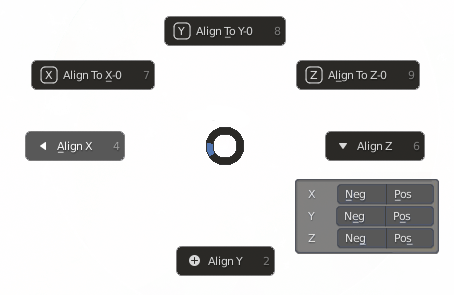 Y Align To Y-0 8
X Align To X-0 7
Z Align To Z-0 9
Align X 4
Align Z 6
X Neg Pos
Y Neg Pos
Z Neg Pos
Align Y 2